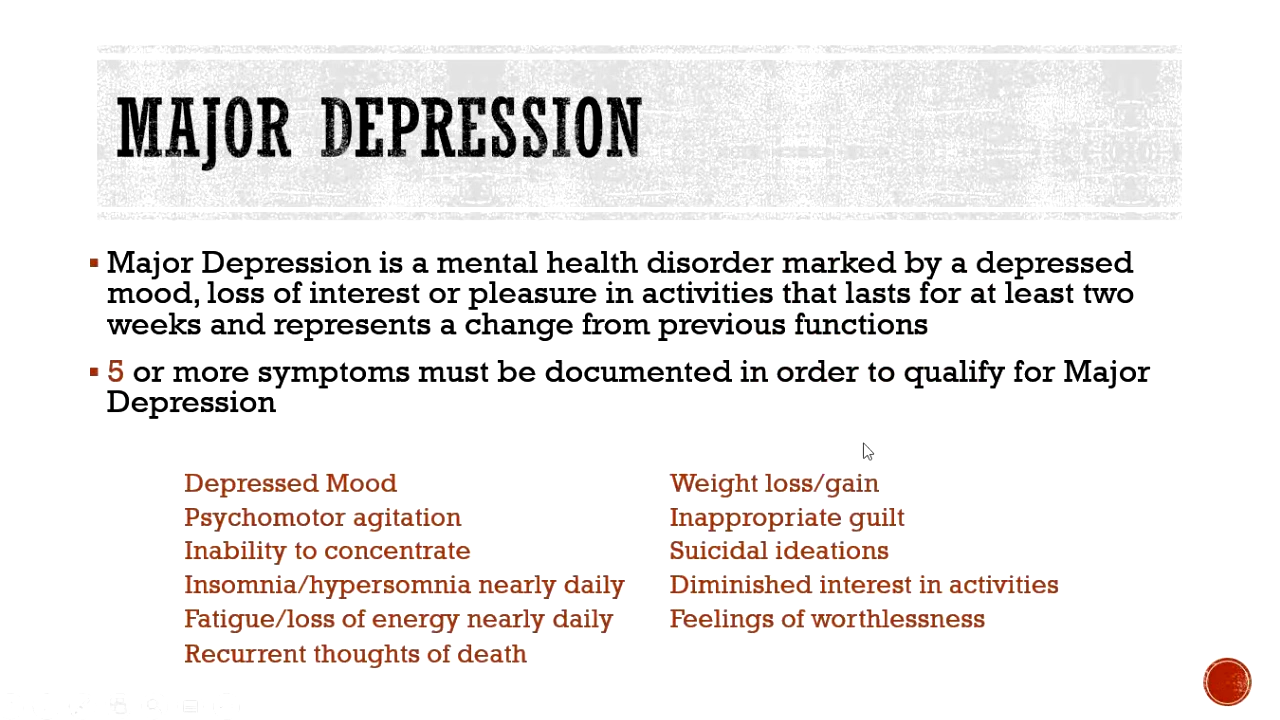 MAJOR DEPRESSION
▪ Major Depression is a mental health disorder marked by a depressed
mood, loss of interest or pleasure in activities that lasts for at least two
weeks and represents a change from previous functions
▪ 5 or more symptoms must be documented in order to qualify for Major
Depression
Depressed Mood
Psychomotor agitation
Inability to concentrate
Insomnia/hypersomnia nearly daily
Fatigue/loss of energy nearly daily
Recurrent thoughts of death
Weight loss/gain
Inappropriate guilt
Suicidal ideations
Diminished interest in activities
Feelings of worthlessness